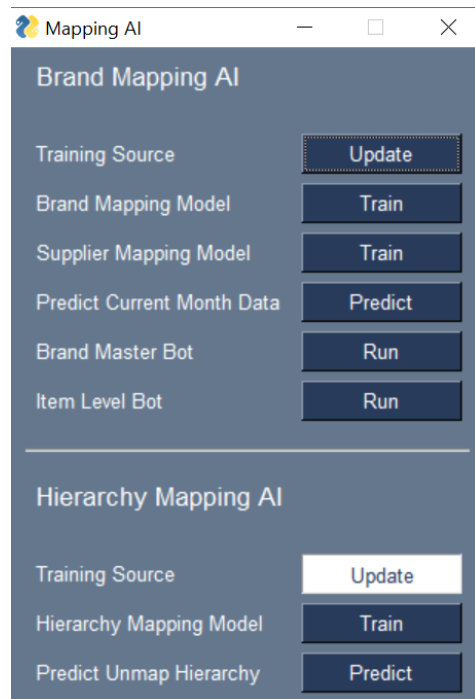 Mapping AI
Brand Mapping AI
Training Source Update
Brand Mapping Model Train
Supplier Mapping Model Train
Predict Current Month Data Predict
Brand Master Bot Run
Item Level Bot Run
Hierarchy Mapping AI
Training Source Update
Hierarchy Mapping Model Train
Predict Unmap Hierarchy Predict